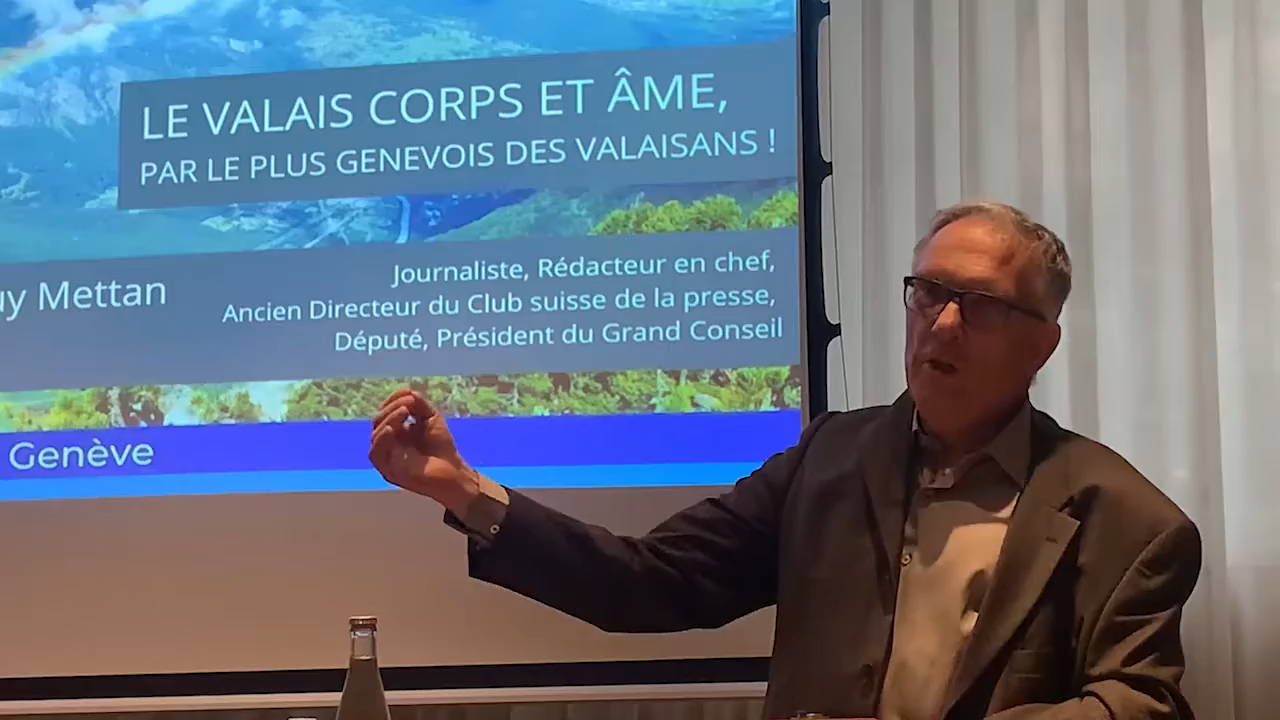 LE VALAIS CORPS ET ÂME,
PAR LE PLUS GENEVOIS DES VALAISANS !
uy Mettan
Journaliste, Rédacteur en chef,
Ancien Directeur du Club suisse de la presse,
Député, Président du Grand Conseil
Genève